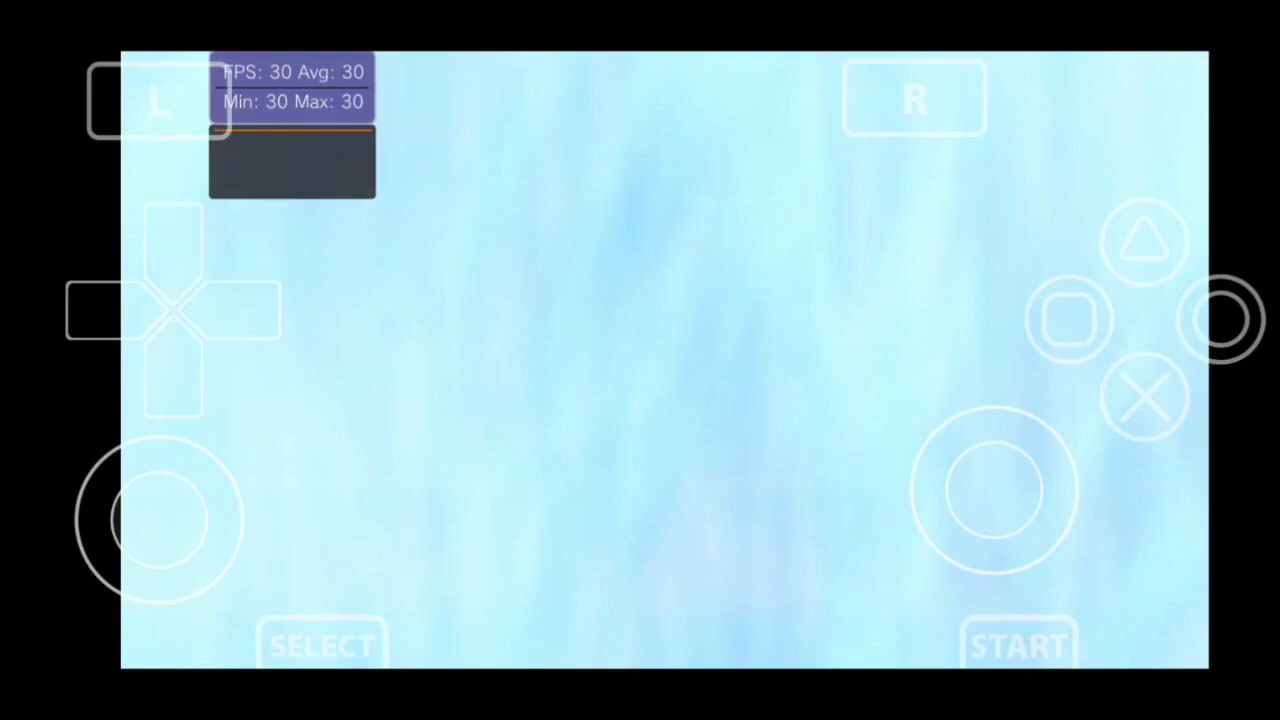 FPS: 30 Avg: 30
Min: 30 Max: 30
L
R
SELECT
START